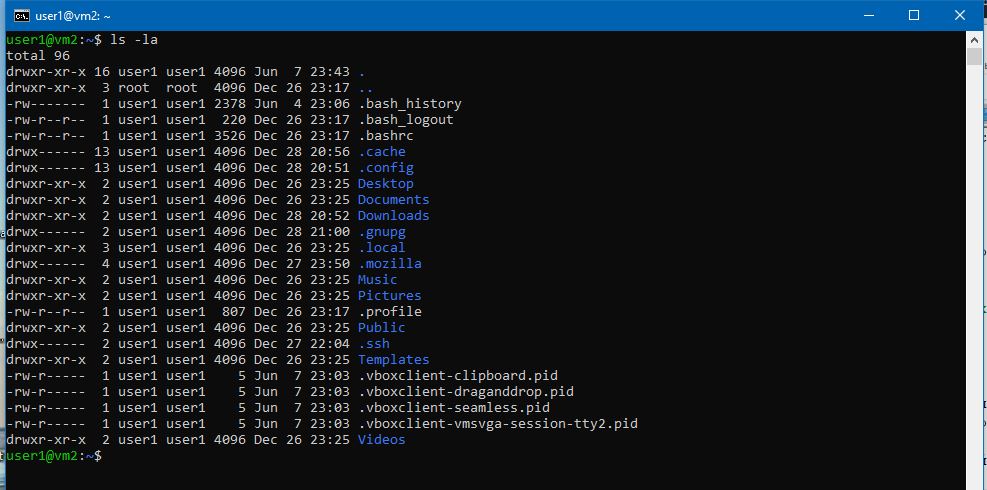 user1@vm2: ~
user1@vm2:~$ ls -la
total 96
drwxr-xr-x 16 user1 user1 4096 Jun  7 23:43 .
drwxr-xr-x  3 root  root  4096 Dec 26 23:17 ..
-rw-------  1 user1 user1 2378 Jun  4 23:06 .bash_history
-rw-r--r--  1 user1 user1  220 Dec 26 23:17 .bash_logout
-rw-r--r--  1 user1 user1 3526 Dec 26 23:17 .bashrc
drwx------ 13 user1 user1 4096 Dec 28 20:56 .cache
drwx------ 13 user1 user1 4096 Dec 28 20:51 .config
drwxr-xr-x  2 user1 user1 4096 Dec 26 23:25 Desktop
drwxr-xr-x  2 user1 user1 4096 Dec 26 23:25 Documents
drwxr-xr-x  2 user1 user1 4096 Dec 28 20:52 Downloads
drwx------  2 user1 user1 4096 Dec 28 21:00 .gnupg
drwxr-xr-x  3 user1 user1 4096 Dec 26 23:25 .local
drwx------  4 user1 user1 4096 Dec 27 23:50 .mozilla
drwxr-xr-x  2 user1 user1 4096 Dec 26 23:25 Music
drwxr-xr-x  2 user1 user1 4096 Dec 26 23:25 Pictures
-rw-r--r--  1 user1 user1  807 Dec 26 23:17 .profile
drwxr-xr-x  2 user1 user1 4096 Dec 26 23:25 Public
drwx------  2 user1 user1 4096 Dec 27 22:04 .ssh
drwxr-xr-x  2 user1 user1 4096 Dec 26 23:25 Templates
-rw-r-----  1 user1 user1    5 Jun  7 23:03 .vboxclient-clipboard.pid
-rw-r-----  1 user1 user1    5 Jun  7 23:03 .vboxclient-draganddrop.pid
-rw-r-----  1 user1 user1    5 Jun  7 23:03 .vboxclient-seamless.pid
-rw-r-----  1 user1 user1    5 Jun  7 23:03 .vboxclient-vmsvga-session-tty2.pid
drwxr-xr-x  2 user1 user1 4096 Dec 26 23:25 Videos
user1@vm2:~$